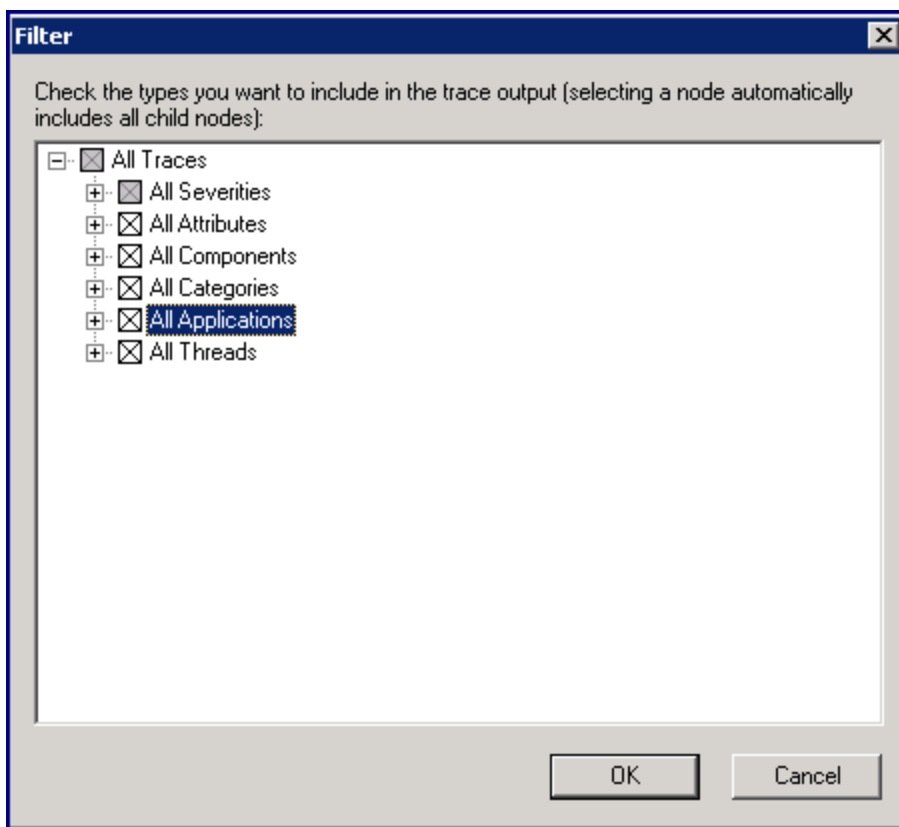 Filter
Check the types you want to include in the trace output (selecting a node automatically
includes all child nodes):
All Traces
All Severities
All Attributes
All Components
All Categories
All Applications
All Threads
OK
Cancel